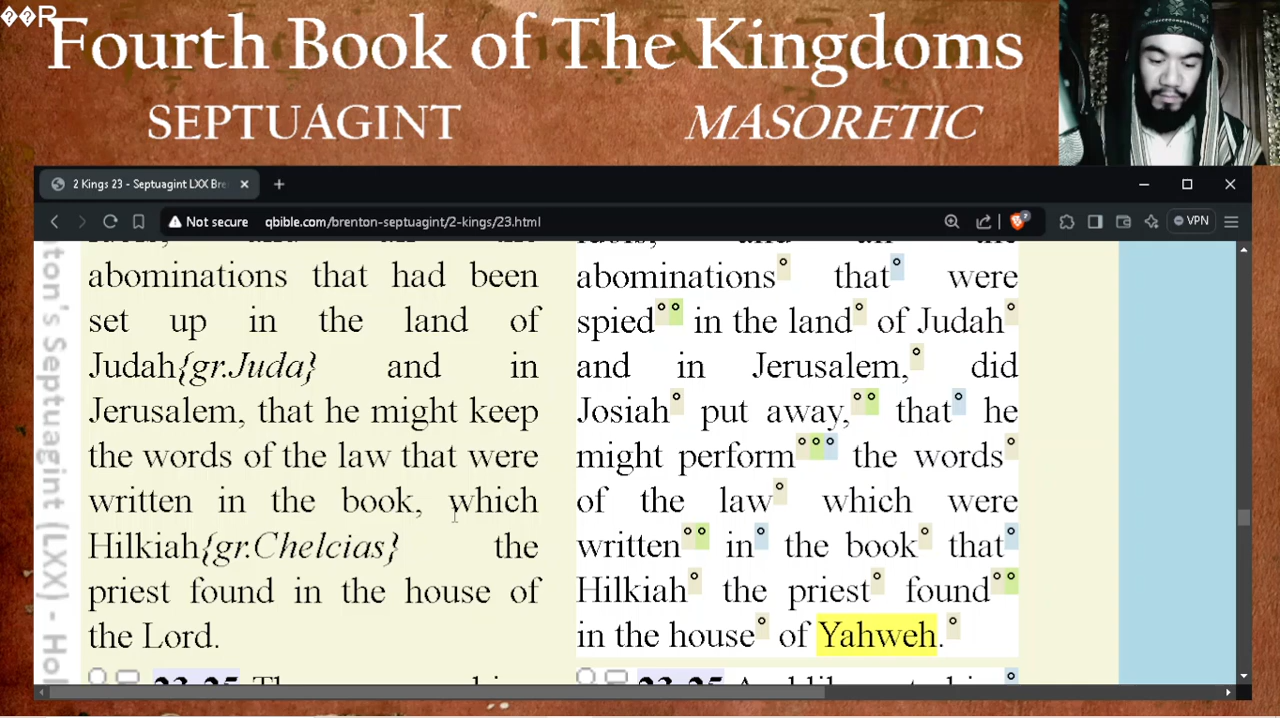 R
Fourth Book of The Kingdoms
SEPTUAGINT
MASORETIC
2 Kings 23 - Septuagint LXX Bre
Not secure
qbible.com/brenton-septuagint/2-kings/23.html
VPN
abominations that had been
set up in the land of
Judah{gr.Juda} and in
Jerusalem, that he might keep
the words of the law that were
written in the book, which
Hilkiah{gr.Chelcias} the
priest found in the house of
the Lord.
abominations° that° were
spied°° in the land° of Judah°
and in Jerusalem,° did
Josiah° put away,°° that° he
might perform°°° the words°
of the law° which were
written°° in° the book° that°
Hilkiah° the priest° found°°
in the house° of Yahweh.°